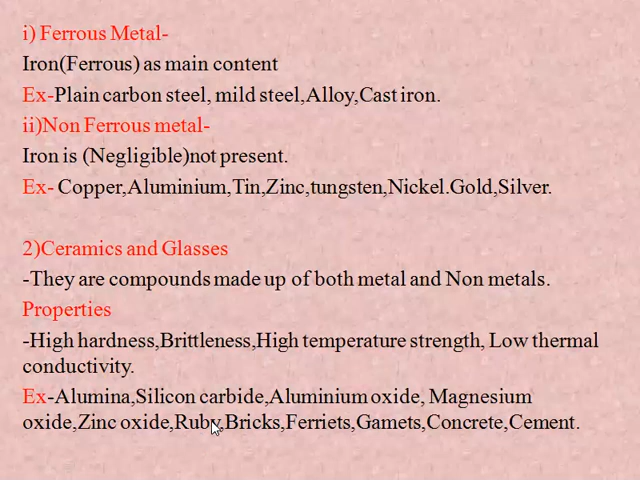 i) Ferrous Metal-
Iron(Ferrous) as main content
Ex-Plain carbon steel, mild steel,Alloy,Cast iron.
ii)Non Ferrous metal-
Iron is (Negligible)not present.
Ex- Copper,Aluminium,Tin,Zinc,tungsten,Nickel.Gold,Silver.
2)Ceramics and Glasses
-They are compounds made up of both metal and Non metals.
Properties
-High hardness,Brittleness,High temperature strength, Low thermal
conductivity.
Ex-Alumina,Silicon carbide,Aluminium oxide, Magnesium
oxide,Zinc oxide,Ruby,Bricks,Ferriets,Gamets,Concrete,Cement.